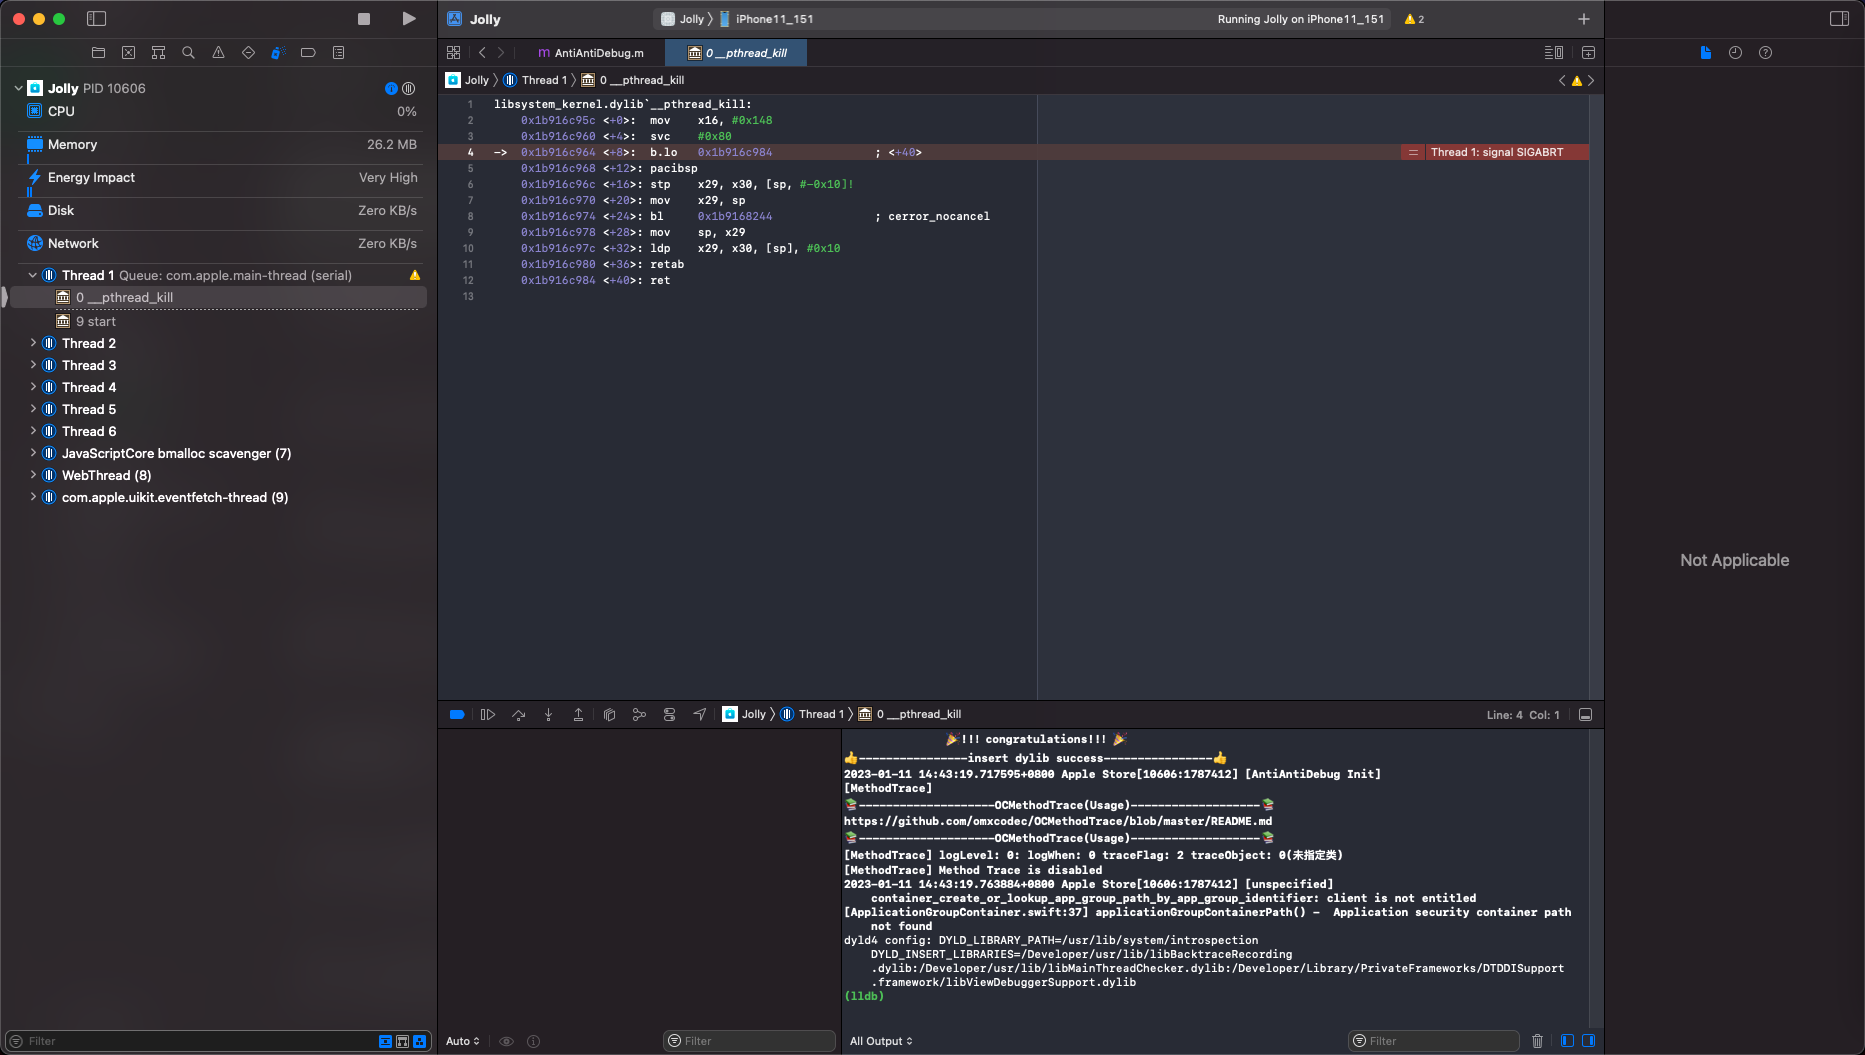 Jolly
Jolly 〉 iPhone11_151
Running Jolly on iPhone11_151
2
AntiAntiDebug.m
0 __pthread_kill
Jolly 〉 Thread 1 〉 0 __pthread_kill
Jolly PID 10606
CPU 0%
Memory 26.2 MB
Energy Impact Very High
Disk Zero KB/s
Network Zero KB/s
Thread 1 Queue: com.apple.main-thread (serial)
0 __pthread_kill
9 start
Thread 2
Thread 3
Thread 4
Thread 5
Thread 6
JavaScriptCore bmalloc scavenger (7)
WebThread (8)
com.apple.uikit.eventfetch-thread (9)
Filter
1 libsystem_kernel.dylib`__pthread_kill:
2 0x1b916c95c <+0>: mov x16, #0x148
3 0x1b916c960 <+4>: svc #0x80
4 -> 0x1b916c964 <+8>: b.lo 0x1b916c984 ; <+40>
Thread 1: signal SIGABRT
5 0x1b916c968 <+12>: pacibsp
6 0x1b916c96c <+16>: stp x29, x30, [sp, #-0x10]!
7 0x1b916c970 <+20>: mov x29, sp
8 0x1b916c974 <+24>: bl 0x1b9168244 ; cerror_nocancel
9 0x1b916c978 <+28>: mov sp, x29
10 0x1b916c97c <+32>: ldp x29, x30, [sp], #0x10
11 0x1b916c980 <+36>: retab
12 0x1b916c984 <+40>: ret
13
Not Applicable
Jolly 〉 Thread 1 〉 0 __pthread_kill
Line: 4 Col: 1
🎉!!! congratulations!!! 🎉
👍----------------insert dylib success----------------👍
2023-01-11 14:43:19.717595+0800 Apple Store[10606:1787412] [AntiAntiDebug Init]
[MethodTrace]
📚--------------------OCMethodTrace(Usage)-------------------📚
https://github.com/omxcodec/OCMethodTrace/blob/master/README.md
📚--------------------OCMethodTrace(Usage)-------------------📚
[MethodTrace] logLevel: 0: logWhen: 0 traceFlag: 2 traceObject: 0(未指定类)
[MethodTrace] Method Trace is disabled
2023-01-11 14:43:19.763884+0800 Apple Store[10606:1787412] [unspecified]
container_create_or_lookup_app_group_path_by_app_group_identifier: client is not entitled
[ApplicationGroupContainer.swift:37] applicationGroupContainerPath() - Application security container path
not found
dyld4 config: DYLD_LIBRARY_PATH=/usr/lib/system/introspection
DYLD_INSERT_LIBRARIES=/Developer/usr/lib/libBacktraceRecording
.dylib:/Developer/usr/lib/libMainThreadChecker.dylib:/Developer/Library/PrivateFrameworks/DTDDISupport
.framework/libViewDebuggerSupport.dylib
(lldb)
Auto
Filter
All Output
Filter